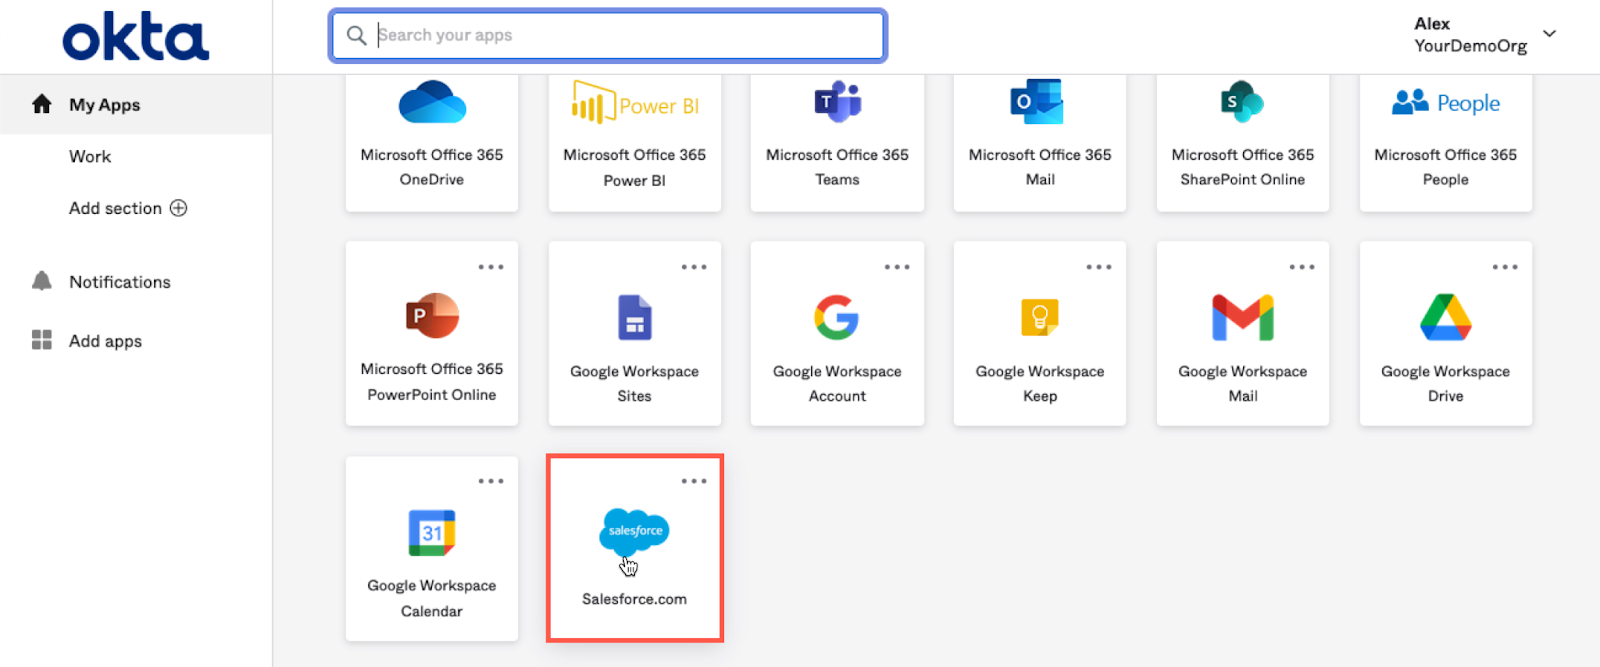 okta
Search your apps
Alex
YourDemoOrg
My Apps
Work
Add section
Notifications
Add apps
Microsoft Office 365
OneDrive
Power BI
Microsoft Office 365
Power BI
T
Microsoft Office 365
Teams
O
Microsoft Office 365
Mail
S
Microsoft Office 365
SharePoint Online
People
Microsoft Office 365
People
P
Microsoft Office 365
PowerPoint Online
Google Workspace
Sites
Google Workspace
Account
Google Workspace
Keep
Google Workspace
Mail
Google Workspace
Drive
31
Google Workspace
Calendar
salesforce
Salesforce.com